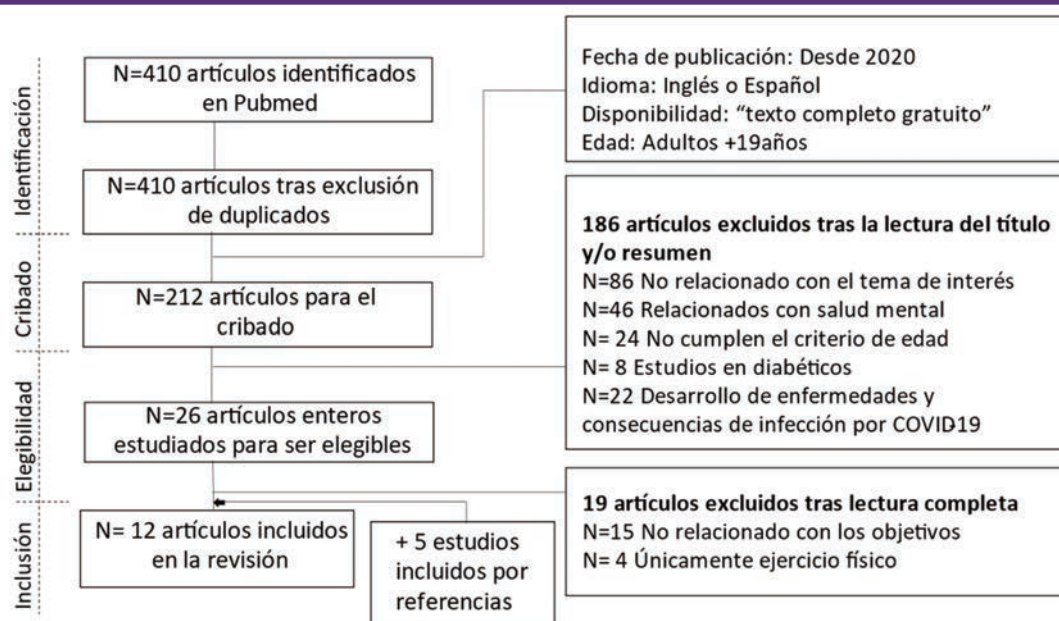 Identificación
N=410 artículos identificados
en Pubmed
N=410 artículos tras exclusión
de duplicados
Fecha de publicación: Desde 2020
Idioma: Inglés o Español
Disponibilidad: “texto completo gratuito”
Edad: Adultos +19años
Cribado
N=212 artículos para el
cribado
186 artículos excluidos tras la lectura del título
y/o resumen
N=86 No relacionado con el tema de interés
N=46 Relacionados con salud mental
N= 24 No cumplen el criterio de edad
N= 8 Estudios en diabéticos
N=22 Desarrollo de enfermedades y
consecuencias de infección por COVID-19
Elegibilidad
N=26 artículos enteros
estudiados para ser elegibles
19 artículos excluidos tras lectura completa
N=15 No relacionado con los objetivos
N= 4 Únicamente ejercicio físico
Inclusión
N= 12 artículos incluidos
en la revisión
+ 5 estudios
incluidos por
referencias